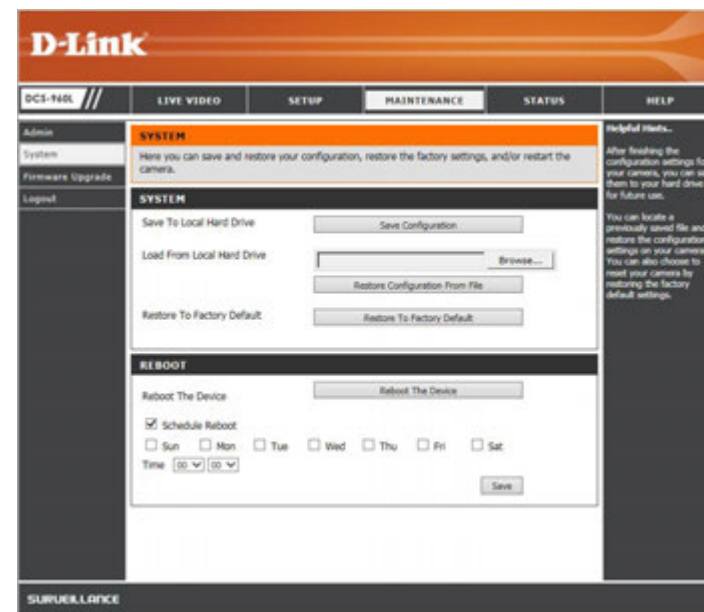 D-Link
DCS-960L
LIVE VIDEO
SETUP
MAINTENANCE
STATUS
HELP
Admin
System
Firmware Upgrade
Logout
SYSTEM
Here you can save and restore your configuration, restore the factory settings, and/or restart the
camera.
SYSTEM
Save To Local Hard Drive
Save Configuration
Load From Local Hard Drive
Browse...
Restore Configuration From File
Restore To Factory Default
Restore To Factory Default
REBOOT
Reboot The Device
Reboot The Device
Schedule Reboot
Sun Mon Tue Wed Thu Fri Sat
Time 00 00
Save
Helpful Hints...
After finishing the
configuration settings fo
your camera, you can sa
them to your hard drive
for future use.
You can locate a
previously saved file and
restore the configuration
settings on your camera
You can also choose to
reset your camera by
restoring the factory
default settings.
SURVEILLANCE